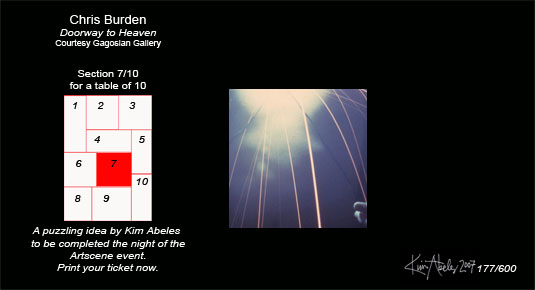 Chris Burden
Doorway to Heaven
Courtesy Gagosian Gallery
Section 7/10
for a table of 10
1 2 3
4 5
6 7
10
8 9
A puzzling idea by Kim Abeles
to be completed the night of the
Artscene event.
Print your ticket now.
Kim Abeles 2007 177/600